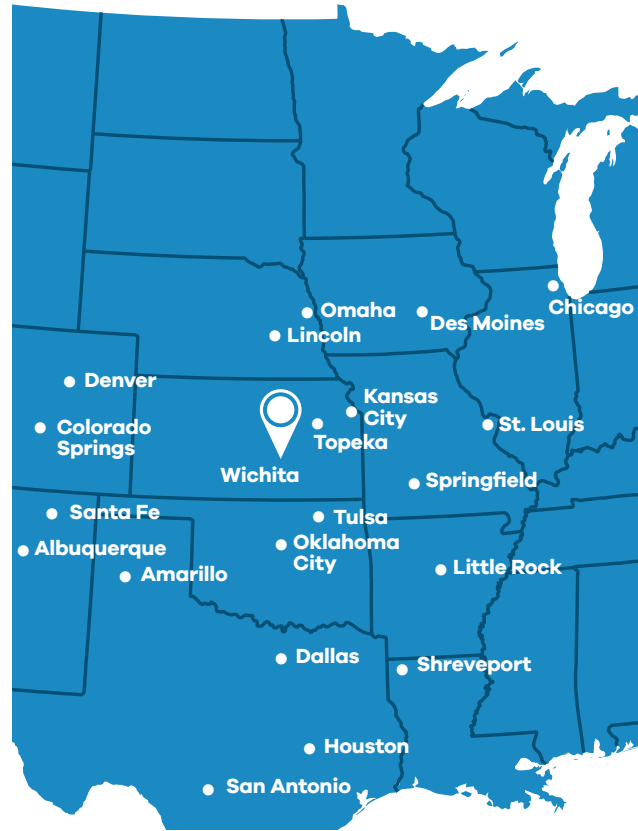 Chicago
Omaha
Des Moines
Lincoln
Denver
Kansas
City
Colorado
Springs
St. Louis
Topeka
Wichita
Springfield
Santa Fe
Tulsa
Albuquerque
Oklahoma
City
Amarillo
Little Rock
Dallas
Shreveport
Houston
San Antonio